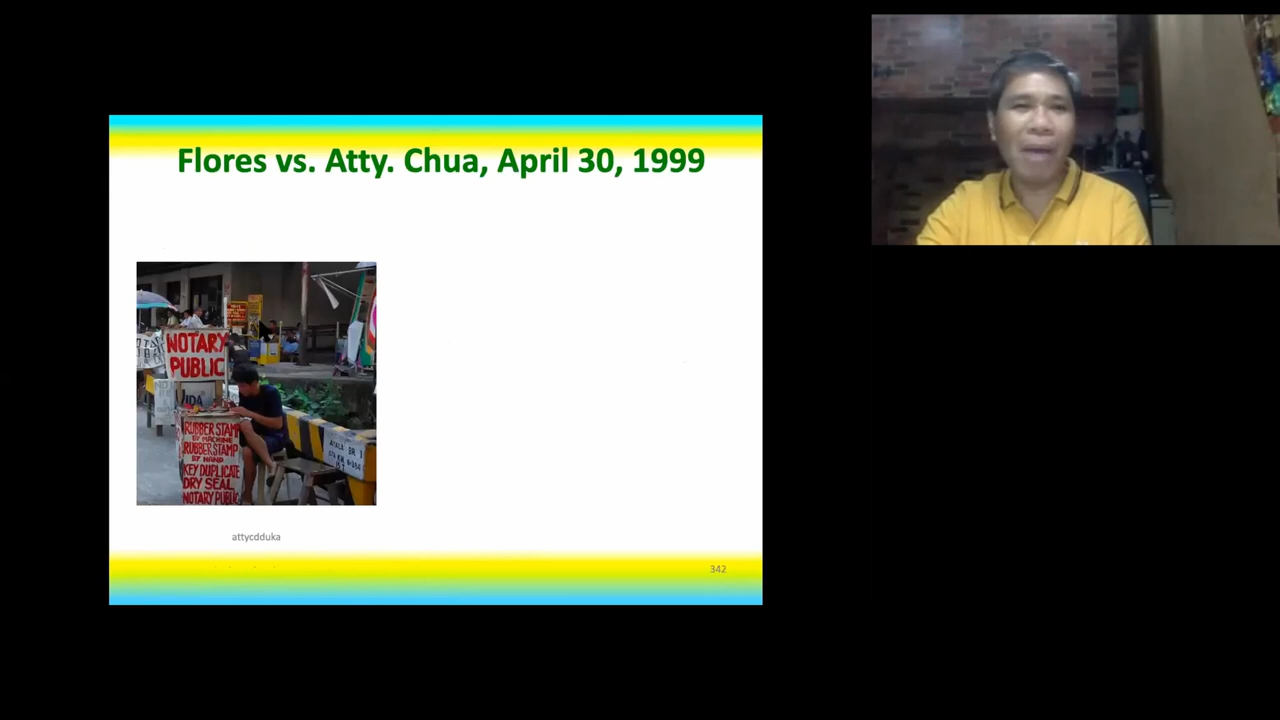 Flores vs. Atty. Chua, April 30, 1999
NOTARY
PUBLIC
RUBBER STAMP
BY MACHINE
RUBBER STAMP
BY HAND
KEY DUPLICATE
DRY SEAL
NOTARY PUBLIC
attycdduka
342